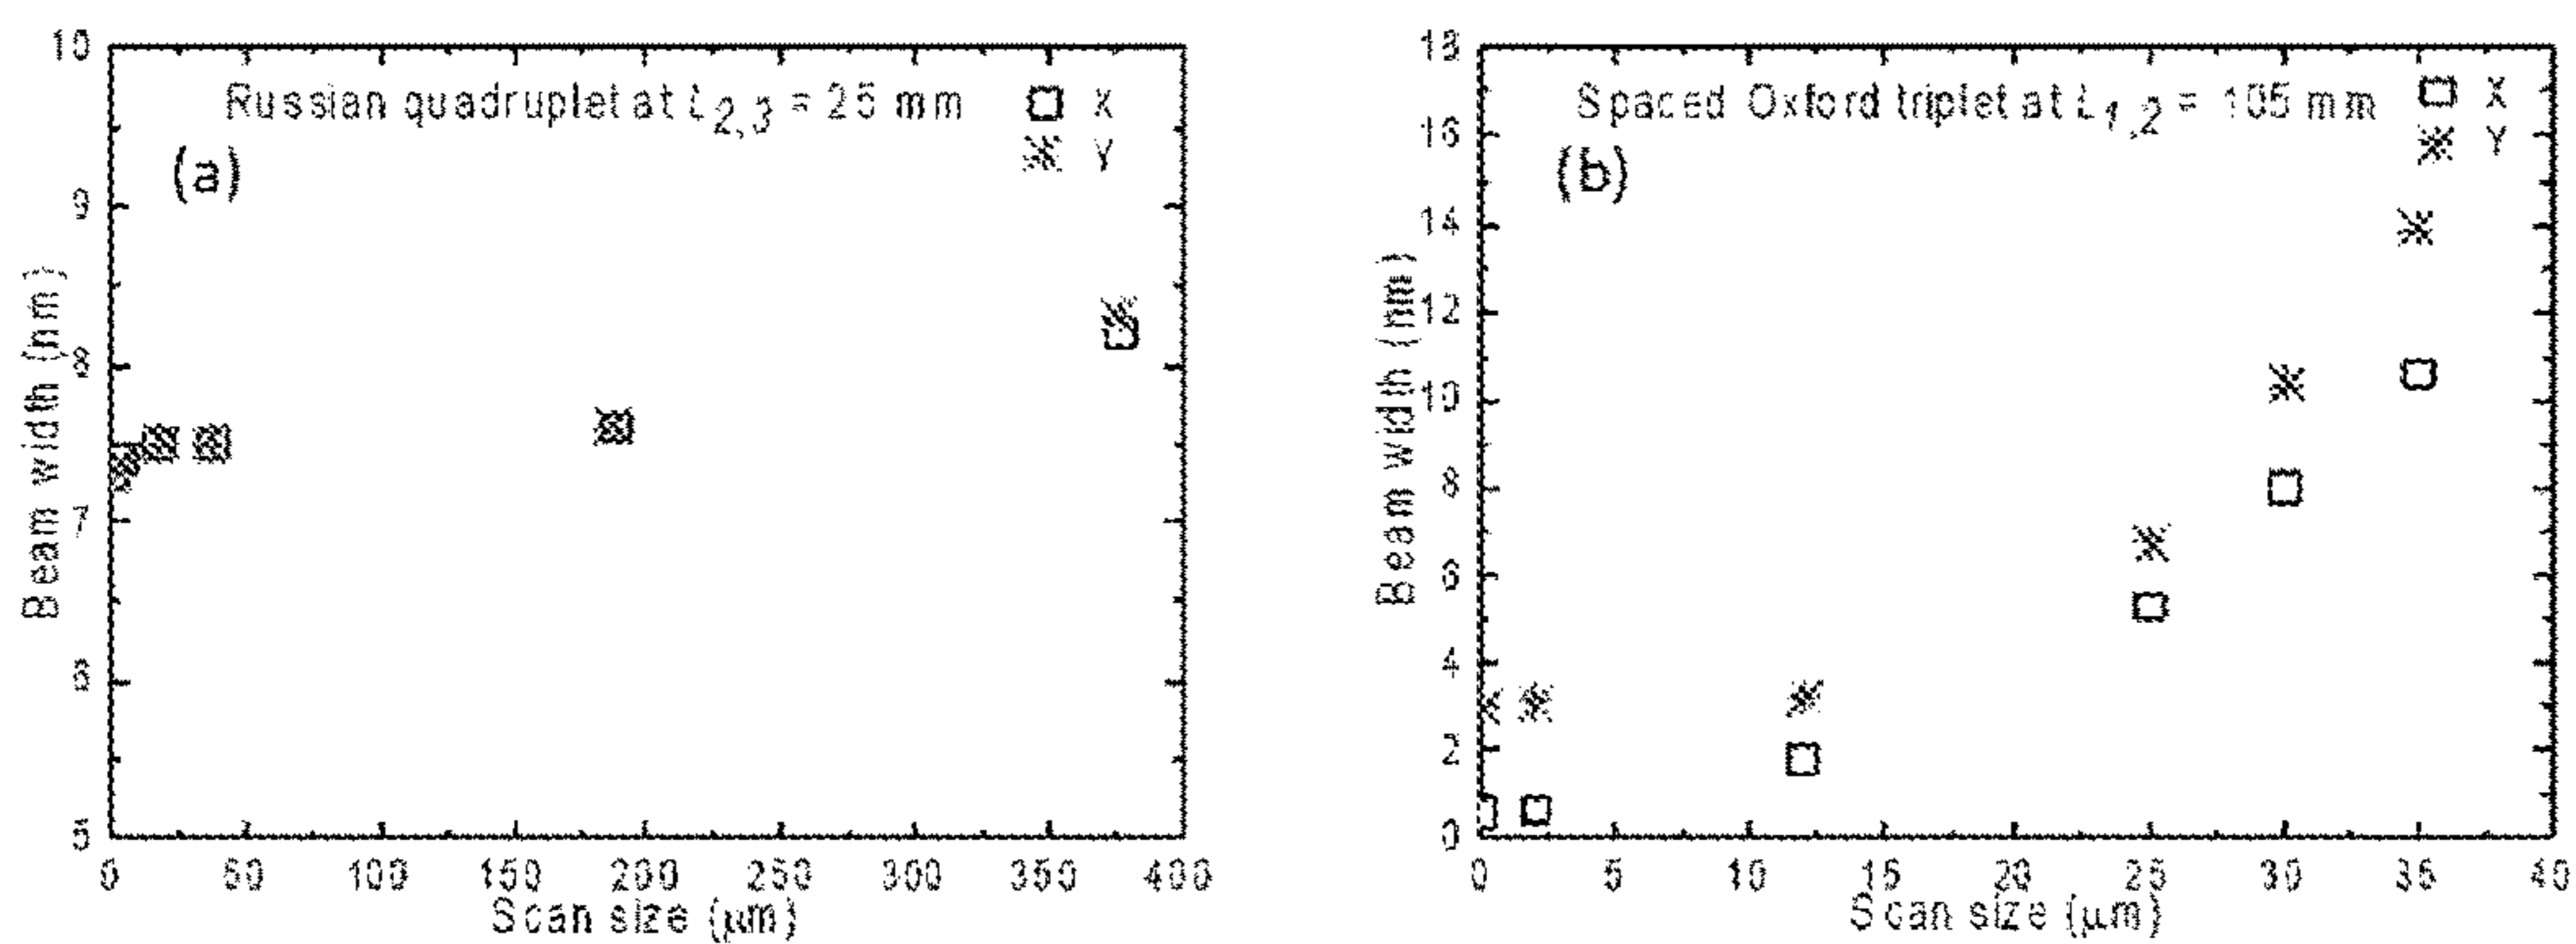 Russian quadruplet at L2,3 = 25 mm
X
Y
(a)
10
9
8
7
6
5
Beam width (nm)
0 50 100 150 200 250 300 350 400
Scan size (μm)
Spaced Oxford triplet at L1,2 = 105 mm
X
Y
(b)
18
16
14
12
10
8
6
4
2
0
Beam width (nm)
0 5 10 15 20 25 30 35 40
Scan size (μm)